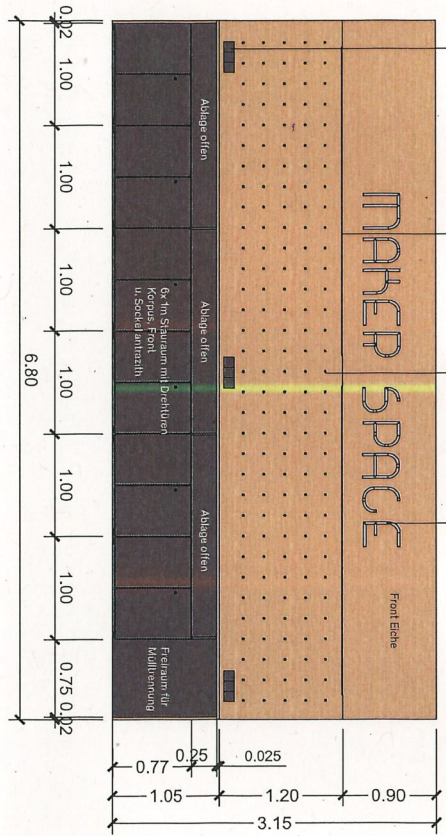 MAKER SPACE
Front Eiche
Ablage offen
Ablage offen
Ablage offen
6x 1m Stauraum mit Drehtüren
Korpus, Front
u. Sockel antrazith
Freiraum für
Mülltrennung
0.02
1.00
1.00
1.00
1.00
1.00
1.00
0.75
0.02
6.80
0.77
0.25
0.025
1.05
1.20
0.90
3.15